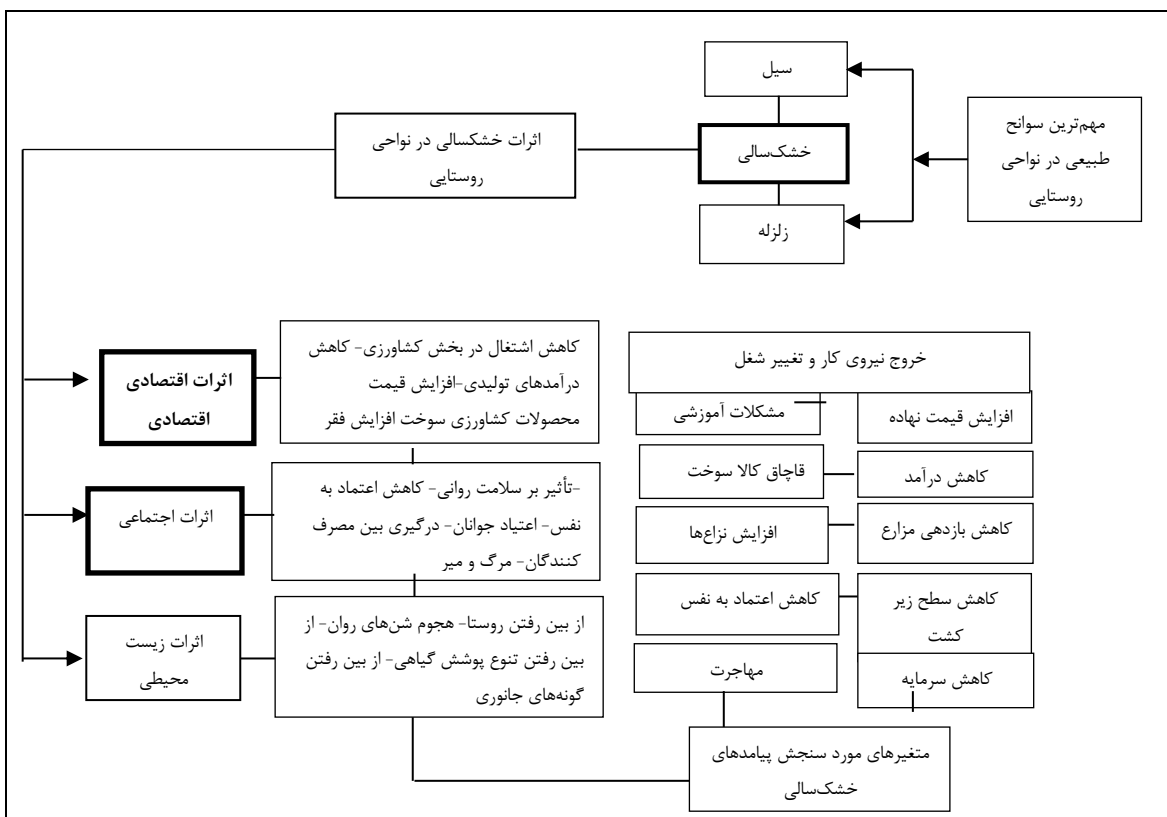 سیل
مهم‌ترین سوانح
طبیعی در نواحی
روستایی
خشک‌سالی
زلزله
اثرات خشکسالی در نواحی
روستایی
اثرات اقتصادی
اقتصادی
کاهش اشتغال در بخش کشاورزی- کاهش
درآمدهای تولیدی-افزایش قیمت
محصولات کشاورزی سوخت افزایش فقر
اثرات اجتماعی
-تأثیر بر سلامت روانی- کاهش اعتماد به
نفس- اعتیاد جوانان- درگیری بین مصرف
کنندگان- مرگ و میر
اثرات زیست
محیطی
از بین رفتن روستا- هجوم شن‌های روان- از
بین رفتن تنوع پوشش گیاهی- از بین رفتن
گونه‌های جانوری
خروج نیروی کار و تغییر شغل
افزایش قیمت نهاده
مشکلات آموزشی
کاهش درآمد
قاچاق کالا سوخت
کاهش بازدهی مزارع
افزایش نزاع‌ها
کاهش سطح زیر
کشت
کاهش اعتماد به نفس
کاهش سرمایه
مهاجرت
متغیرهای مورد سنجش پیامدهای
خشک‌سالی